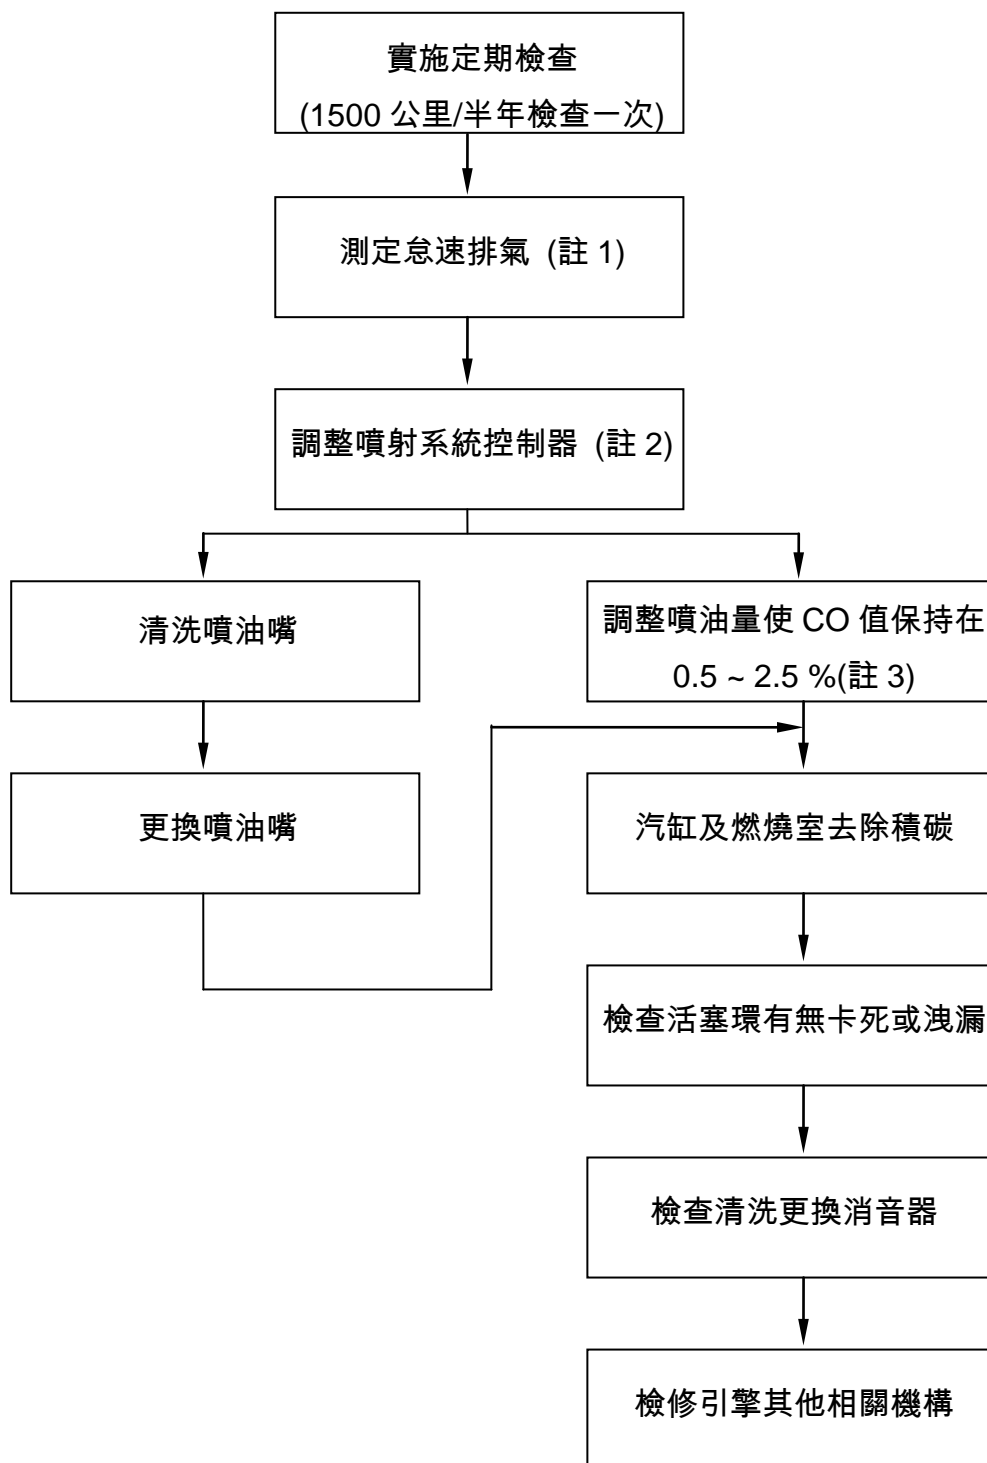 實施定期檢查
(1500 公里/半年檢查一次)
測定怠速排氣 (註 1)
調整噴射系統控制器 (註 2)
清洗噴油嘴
調整噴油量使 CO 值保持在
0.5 ~ 2.5 %(註 3)
更換噴油嘴
汽缸及燃燒室去除積碳
檢查活塞環有無卡死或洩漏
檢查清洗更換消音器
檢修引擎其他相關機構